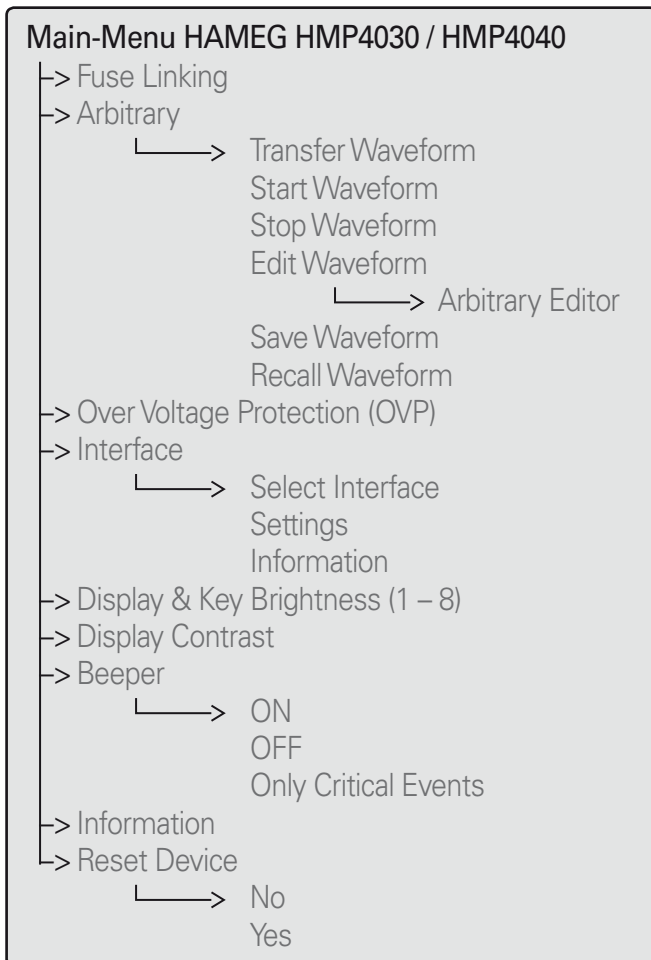 Main-Menu HAMEG HMP4030 / HMP4040
–> Fuse Linking
–> Arbitrary
Transfer Waveform
Start Waveform
Stop Waveform
Edit Waveform
Arbitrary Editor
Save Waveform
Recall Waveform
–> Over Voltage Protection (OVP)
–> Interface
Select Interface
Settings
Information
–> Display & Key Brightness (1 – 8)
–> Display Contrast
–> Beeper
ON
OFF
Only Critical Events
–> Information
–> Reset Device
No
Yes